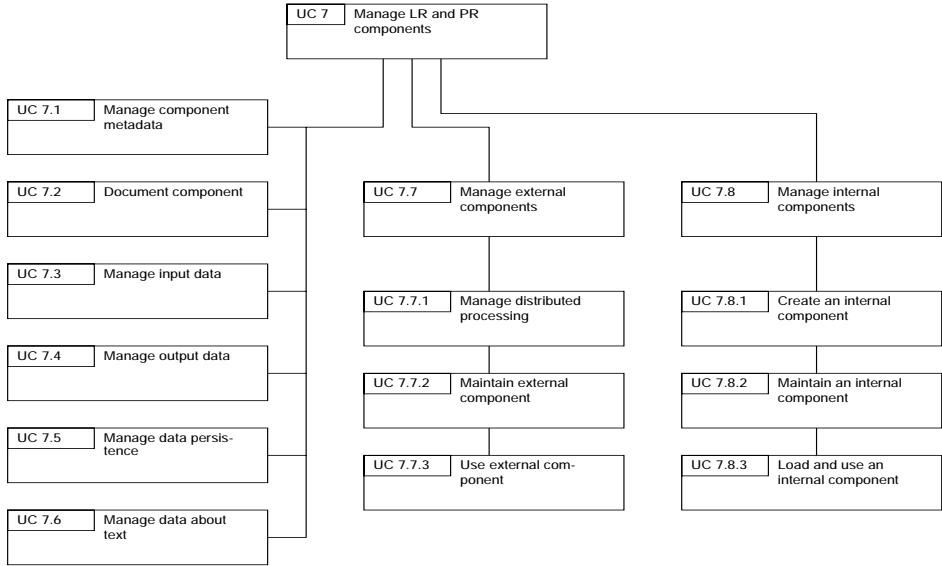 UC 7
Manage LR and PR
components
UC 7.1
Manage component
metadata
UC 7.2
Document component
UC 7.3
Manage input data
UC 7.4
Manage output data
UC 7.5
Manage data persis-
tence
UC 7.6
Manage data about
text
UC 7.7
Manage external
components
UC 7.7.1
Manage distributed
processing
UC 7.7.2
Maintain external
component
UC 7.7.3
Use external com-
ponent
UC 7.8
Manage internal
components
UC 7.8.1
Create an internal
component
UC 7.8.2
Maintain an internal
component
UC 7.8.3
Load and use an
internal component